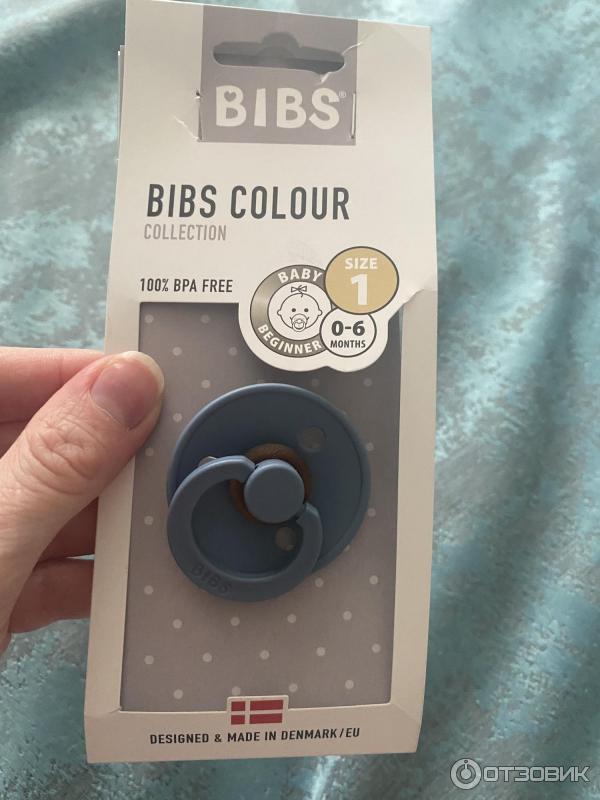 BIBS®
BIBS COLOUR
COLLECTION
100% BPA FREE
BABY
BEGINNER
SIZE
1
0-6
MONTHS
BIBS
DESIGNED & MADE IN DENMARK/EU
ОТЗОВИК